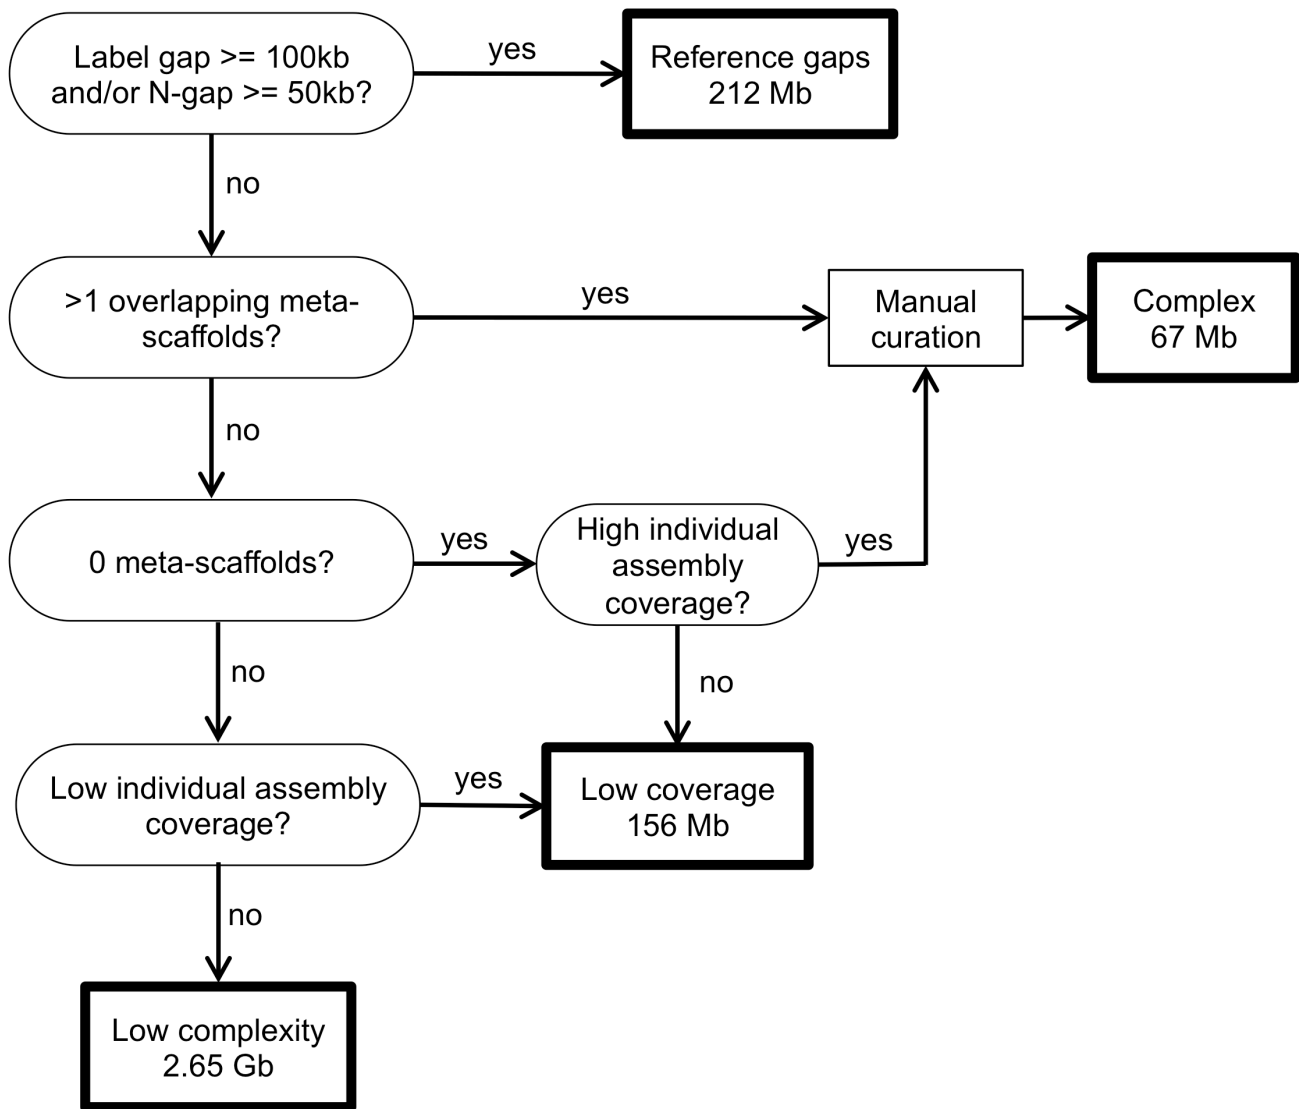 Label gap >= 100kb
and/or N-gap >= 50kb?
yes
Reference gaps
212 Mb
no
>1 overlapping meta-
scaffolds?
yes
Manual
curation
Complex
67 Mb
no
0 meta-scaffolds?
yes
High individual
assembly
coverage?
yes
no
no
Low individual assembly
coverage?
yes
Low coverage
156 Mb
no
Low complexity
2.65 Gb